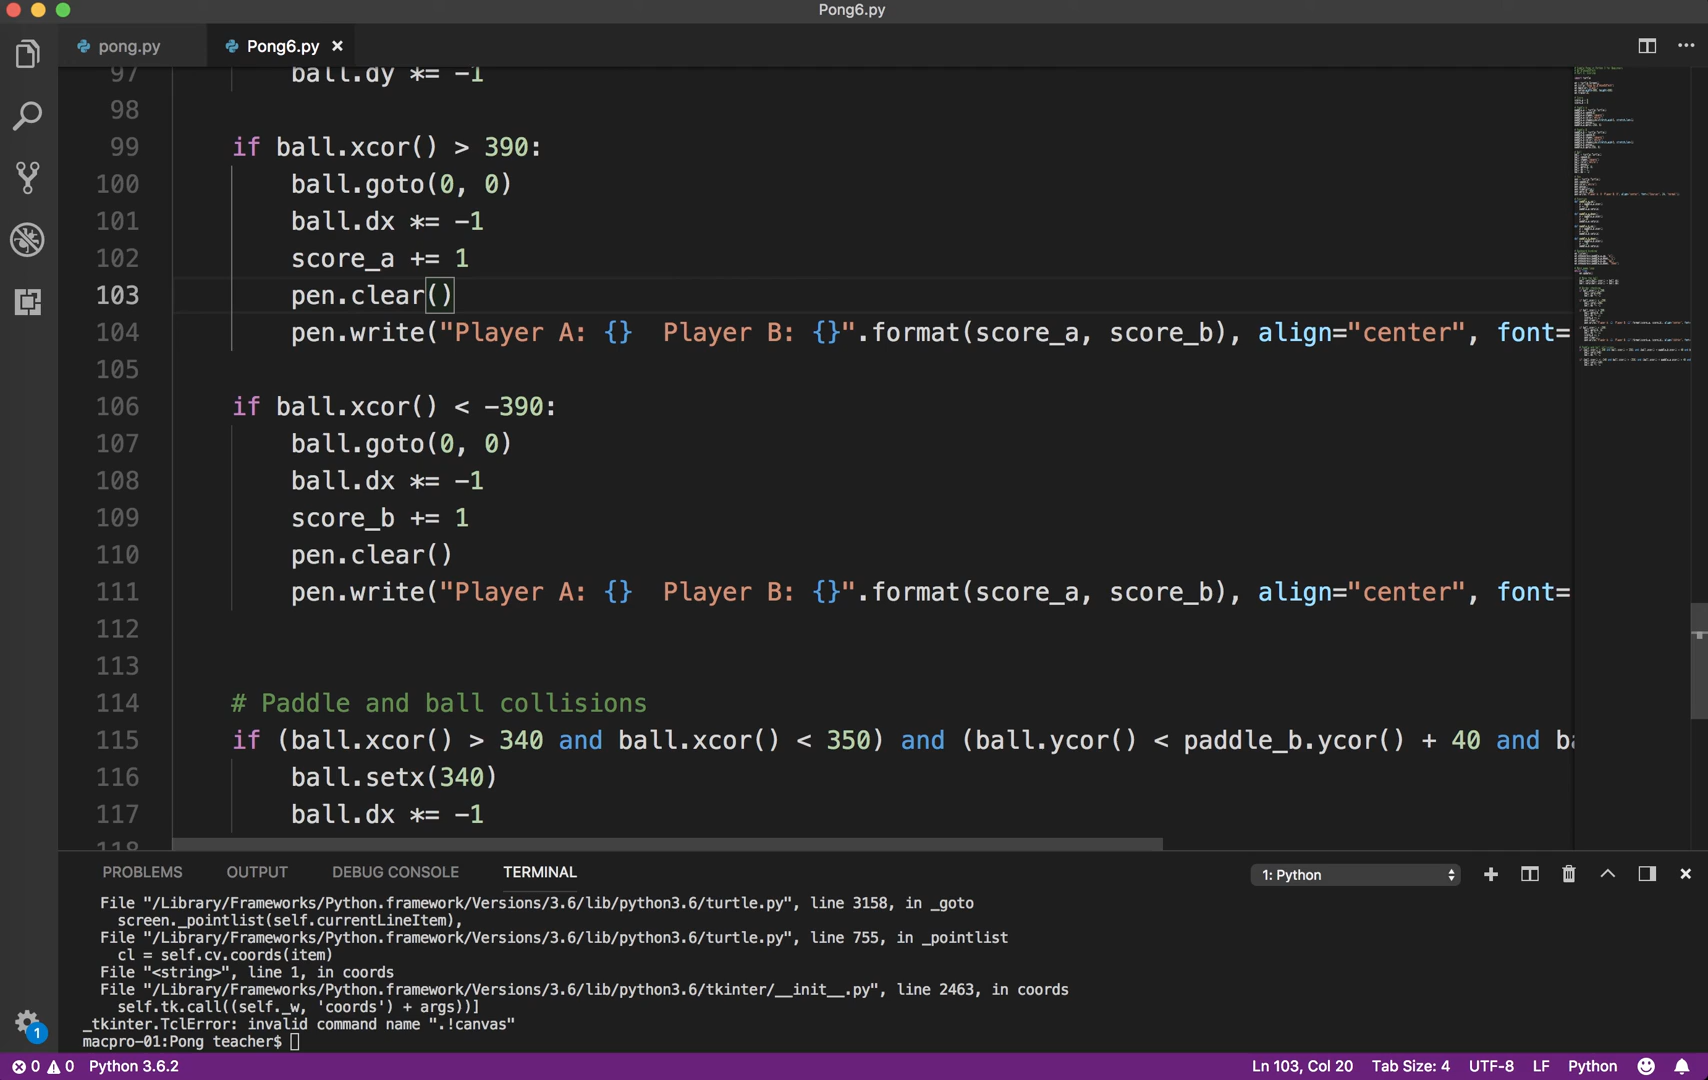 Pong6.py
pong.py
Pong6.py
97 ball.dy *= -1
98
99 if ball.xcor() > 390:
100 ball.goto(0, 0)
101 ball.dx *= -1
102 score_a += 1
103 pen.clear()
104 pen.write("Player A: {}  Player B: {}".format(score_a, score_b), align="center", font=
105
106 if ball.xcor() < -390:
107 ball.goto(0, 0)
108 ball.dx *= -1
109 score_b += 1
110 pen.clear()
111 pen.write("Player A: {}  Player B: {}".format(score_a, score_b), align="center", font=
112
113
114 # Paddle and ball collisions
115 if (ball.xcor() > 340 and ball.xcor() < 350) and (ball.ycor() < paddle_b.ycor() + 40 and ba
116 ball.setx(340)
117 ball.dx *= -1
118
PROBLEMS OUTPUT DEBUG CONSOLE TERMINAL 1: Python
File "/Library/Frameworks/Python.framework/Versions/3.6/lib/python3.6/turtle.py", line 3158, in _goto
screen._pointlist(self.currentLineItem),
File "/Library/Frameworks/Python.framework/Versions/3.6/lib/python3.6/turtle.py", line 755, in _pointlist
cl = self.cv.coords(item)
File "<string>", line 1, in coords
File "/Library/Frameworks/Python.framework/Versions/3.6/lib/python3.6/tkinter/__init__.py", line 2463, in coords
self.tk.call((self._w, 'coords') + args))]
_tkinter.TclError: invalid command name ".!canvas"
macpro-01:Pong teacher$
1
0 0 Python 3.6.2 Ln 103, Col 20 Tab Size: 4 UTF-8 LF Python